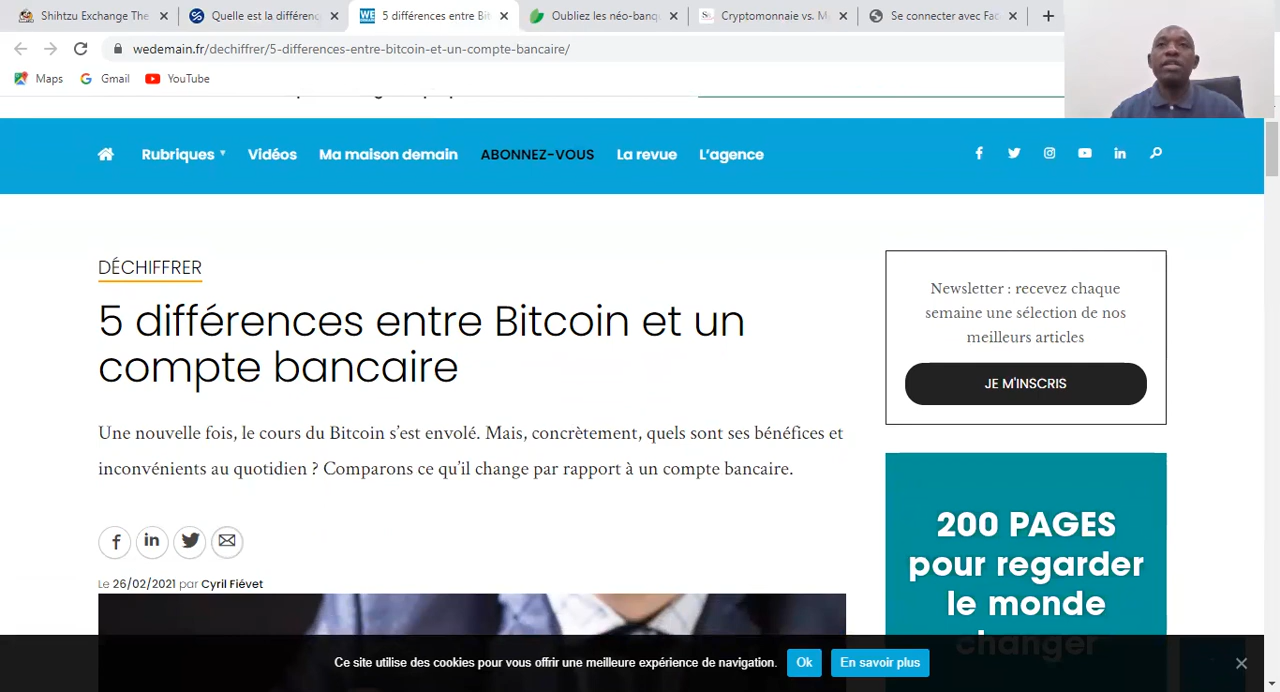 Shihtzu Exchange The
Quelle est la différenc
WE DEMAIN
5 différences entre Bit
Oubliez les néo-banqu
Cryptomonnaie vs. M
Se connecter avec Fac
wedemain.fr/dechiffrer/5-differences-entre-bitcoin-et-un-compte-bancaire/
Maps
Gmail
YouTube
Rubriques
Vidéos
Ma maison demain
ABONNEZ-VOUS
La revue
L’agence
DÉCHIFFRER
5 différences entre Bitcoin et un
compte bancaire
Une nouvelle fois, le cours du Bitcoin s’est envolé. Mais, concrètement, quels sont ses bénéfices et
inconvénients au quotidien ? Comparons ce qu’il change par rapport à un compte bancaire.
Le 26/02/2021 par Cyril Fiévet
Newsletter : recevez chaque
semaine une sélection de nos
meilleurs articles
JE M'INSCRIS
200 PAGES
pour regarder
le monde
changer
Ce site utilise des cookies pour vous offrir une meilleure expérience de navigation.
Ok
En savoir plus